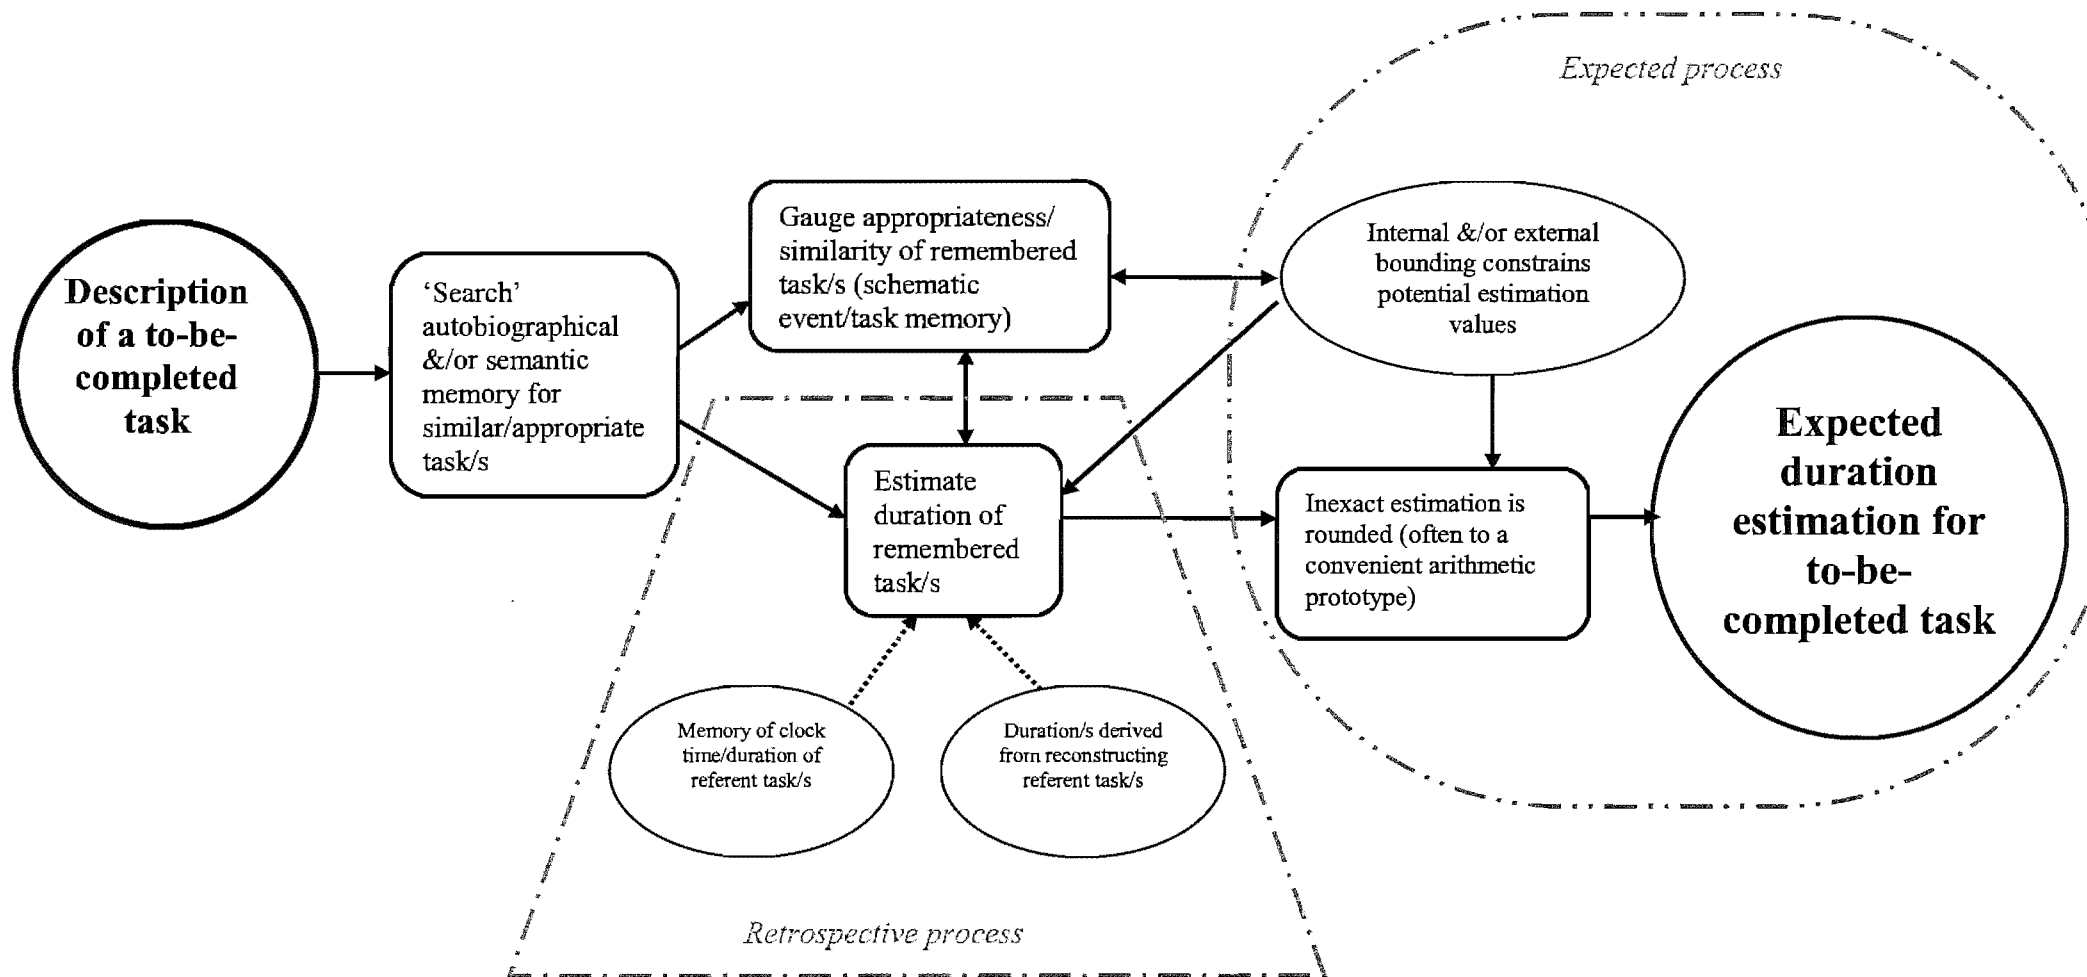 Expected process
Description
of a to-be-
completed
task
‘Search’
autobiographical
&/or semantic
memory for
similar/appropriate
task/s
Gauge appropriateness/
similarity of remembered
task/s (schematic
event/task memory)
Internal &/or external
bounding constrains
potential estimation
values
Estimate
duration of
remembered
task/s
Inexact estimation is
rounded (often to a
convenient arithmetic
prototype)
Expected
duration
estimation for
to-be-
completed task
Memory of clock
time/duration of
referent task/s
Duration/s derived
from reconstructing
referent task/s
Retrospective process